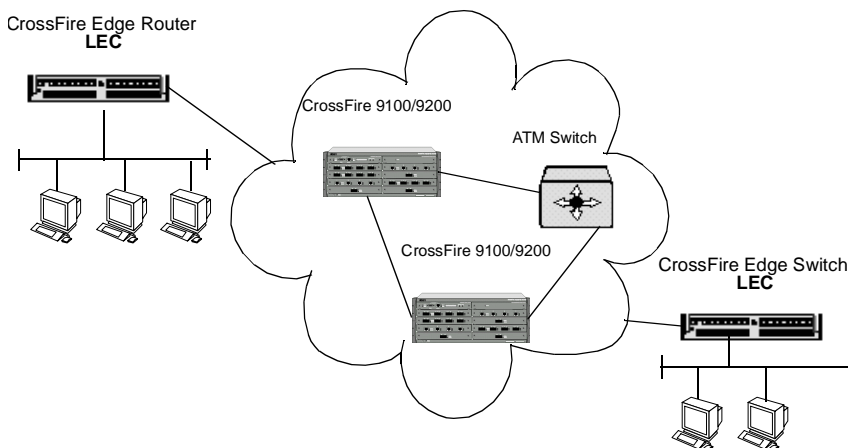 CrossFire Edge Router
LEC
CrossFire 9100/9200
ATM Switch
CrossFire 9100/9200
CrossFire Edge Switch
LEC